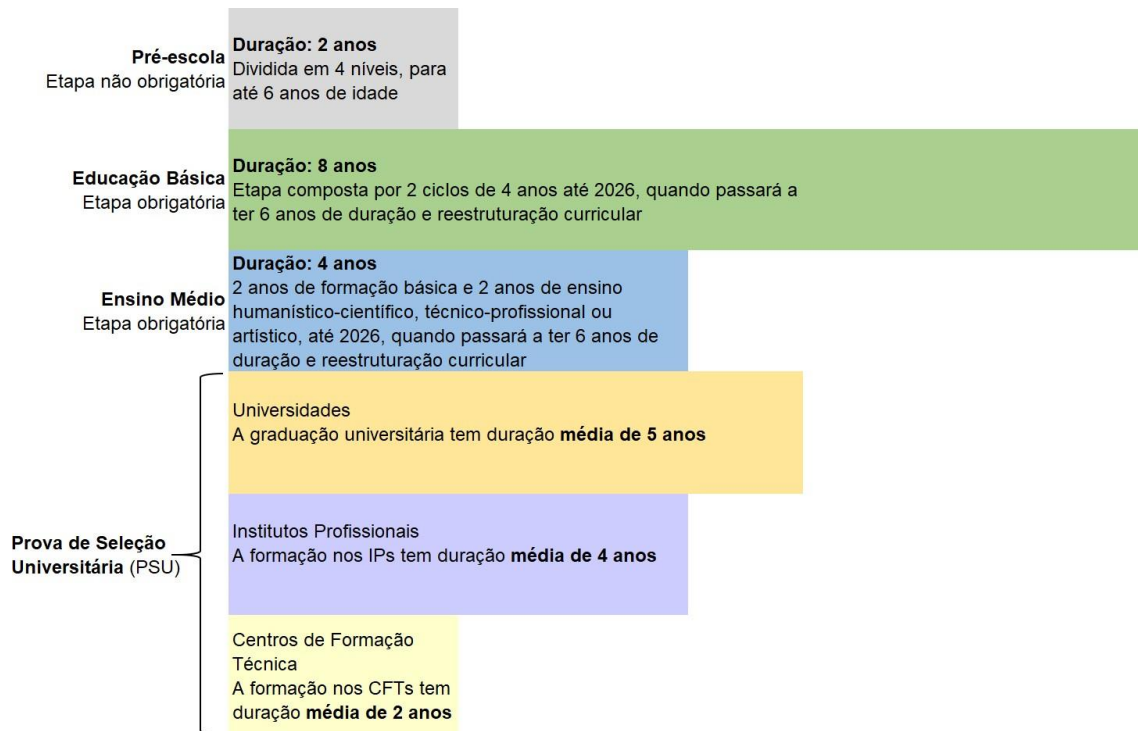 Pré-escola
Etapa não obrigatória
Duração: 2 anos
Dividida em 4 níveis, para
até 6 anos de idade
Educação Básica
Etapa obrigatória
Duração: 8 anos
Etapa composta por 2 ciclos de 4 anos até 2026, quando passará a
ter 6 anos de duração e reestruturação curricular
Ensino Médio
Etapa obrigatória
Duração: 4 anos
2 anos de formação básica e 2 anos de ensino
humanístico-científico, técnico-profissional ou
artístico, até 2026, quando passará a ter 6 anos de
duração e reestruturação curricular
Prova de Seleção
Universitária (PSU)
Universidades
A graduação universitária tem duração média de 5 anos
Institutos Profissionais
A formação nos IPs tem duração média de 4 anos
Centros de Formação
Técnica
A formação nos CFTs tem
duração média de 2 anos